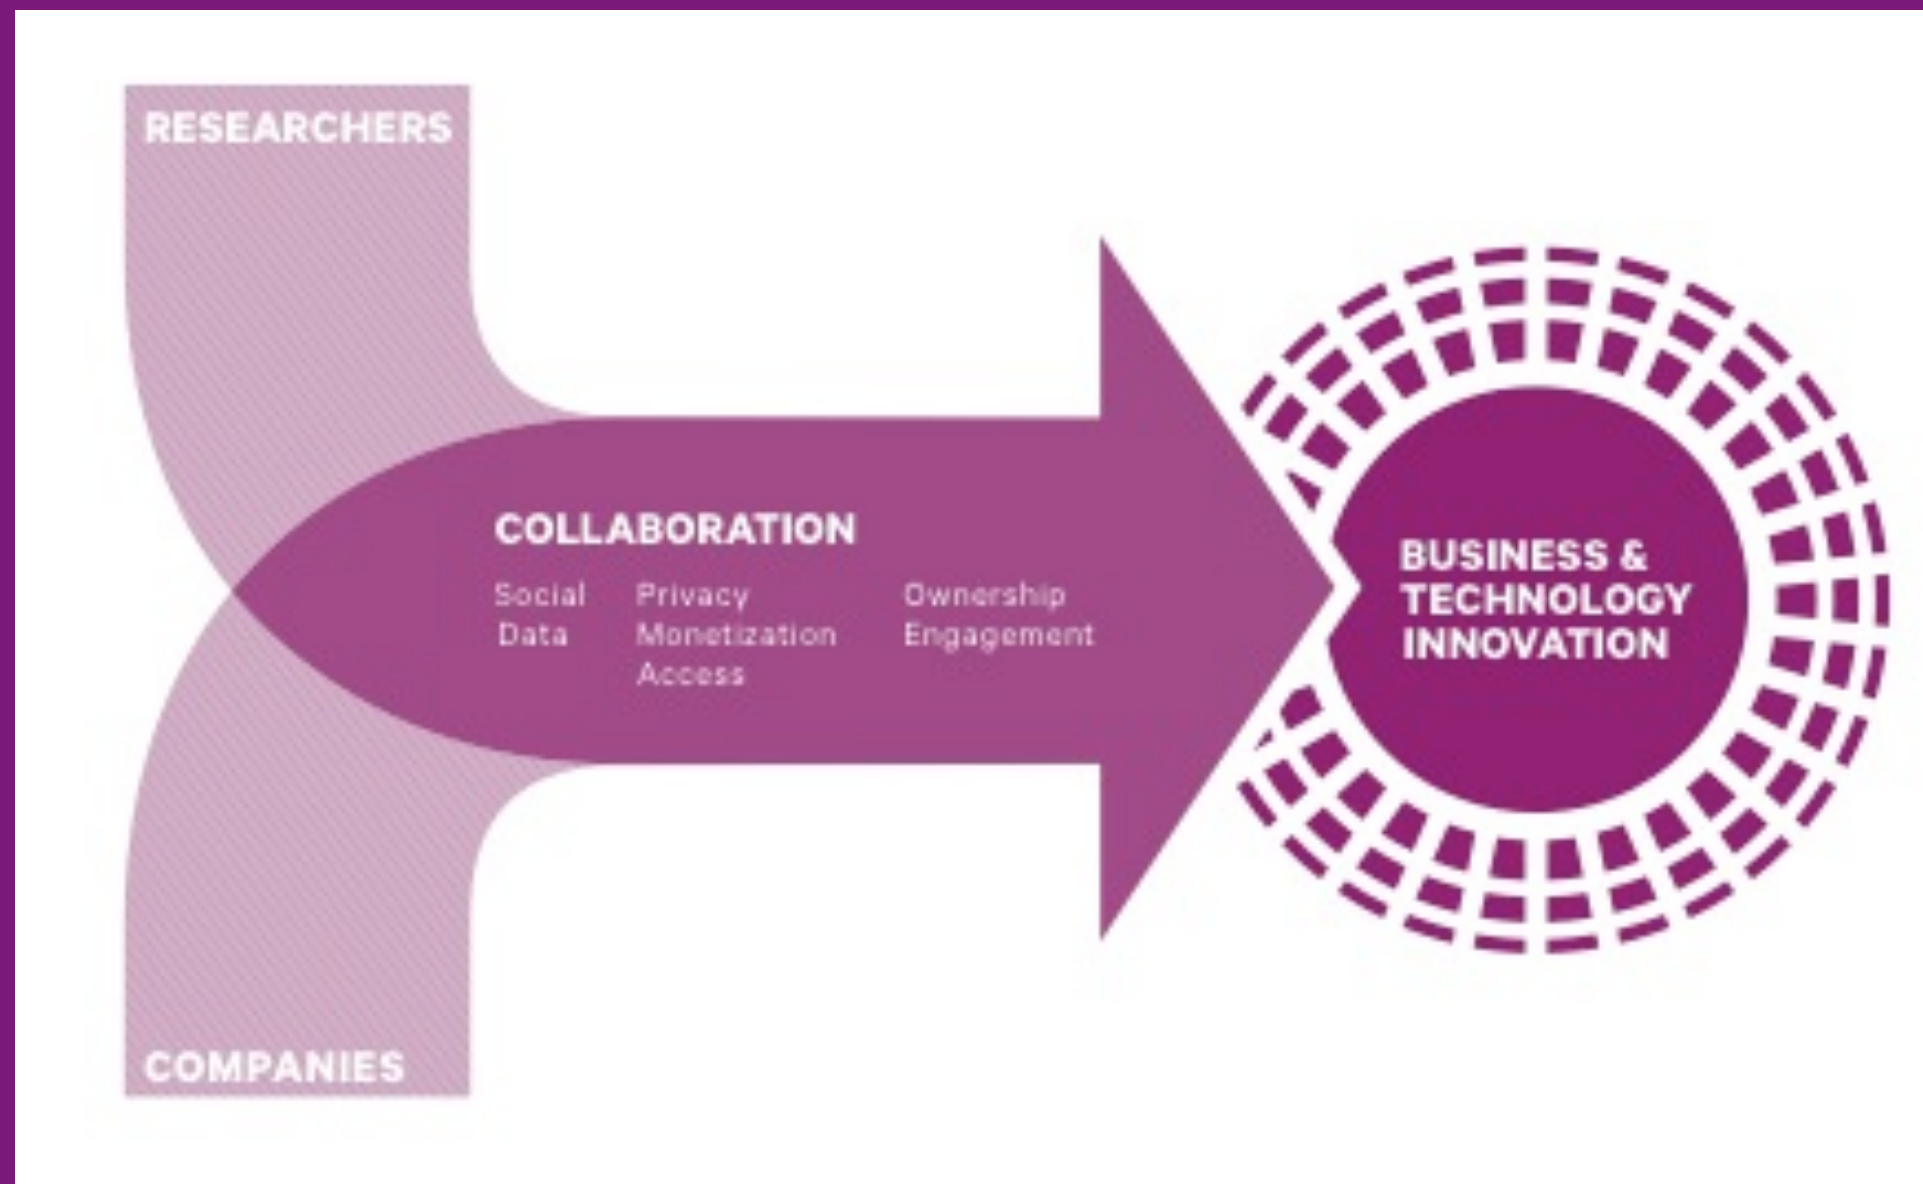 RESEARCHERS
COLLABORATION
Social Privacy Ownership
Data Monetization Engagement
Access
BUSINESS &
TECHNOLOGY
INNOVATION
COMPANIES